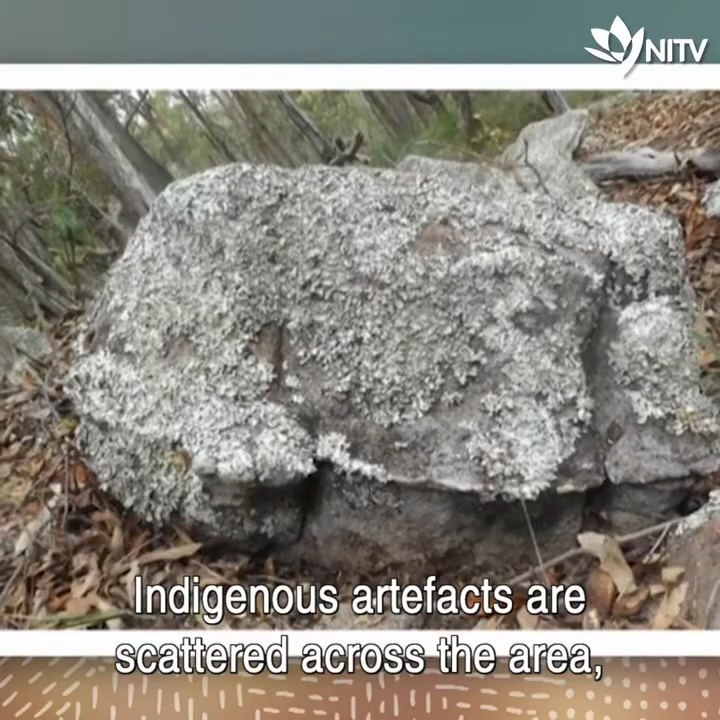 NITV
Indigenous artefacts are
scattered across the area,